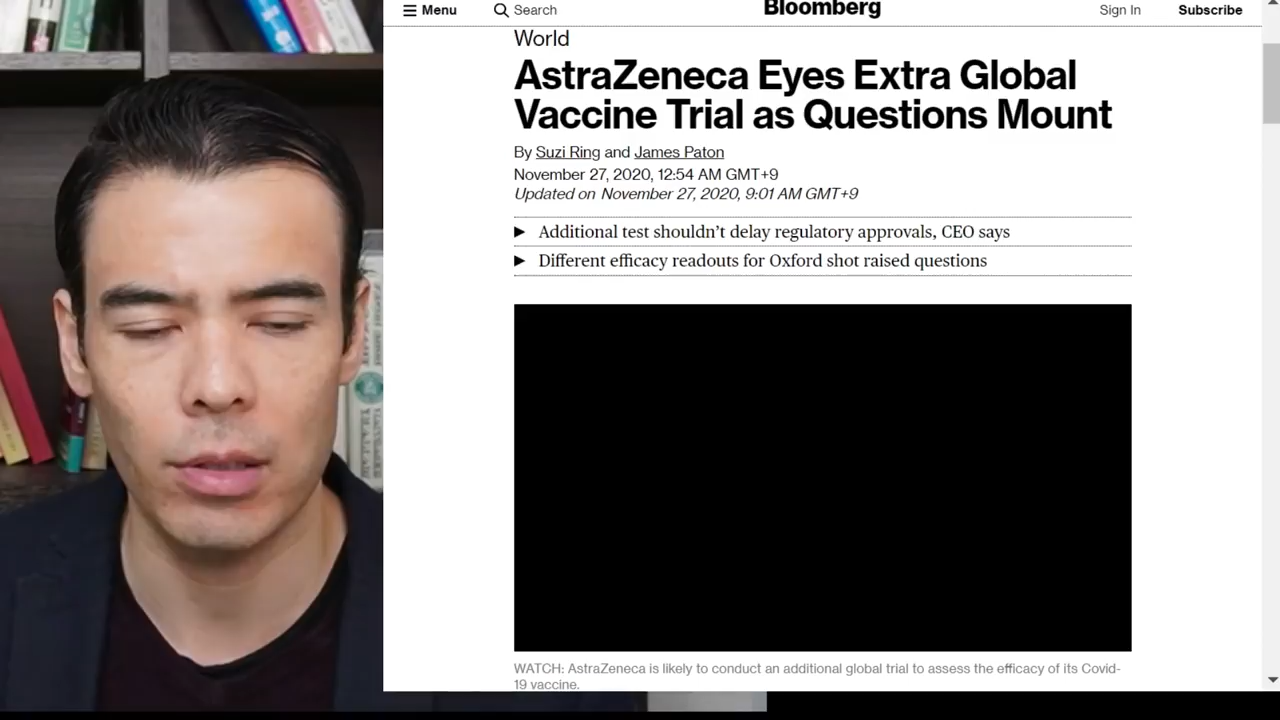 Menu
Search
Bloomberg
Sign In
Subscribe
World
AstraZeneca Eyes Extra Global
Vaccine Trial as Questions Mount
By Suzi Ring and James Paton
November 27, 2020, 12:54 AM GMT+9
Updated on November 27, 2020, 9:01 AM GMT+9
Additional test shouldn't delay regulatory approvals, CEO says
Different efficacy readouts for Oxford shot raised questions
WATCH: AstraZeneca is likely to conduct an additional global trial to assess the efficacy of its Covid-
19 vaccine.